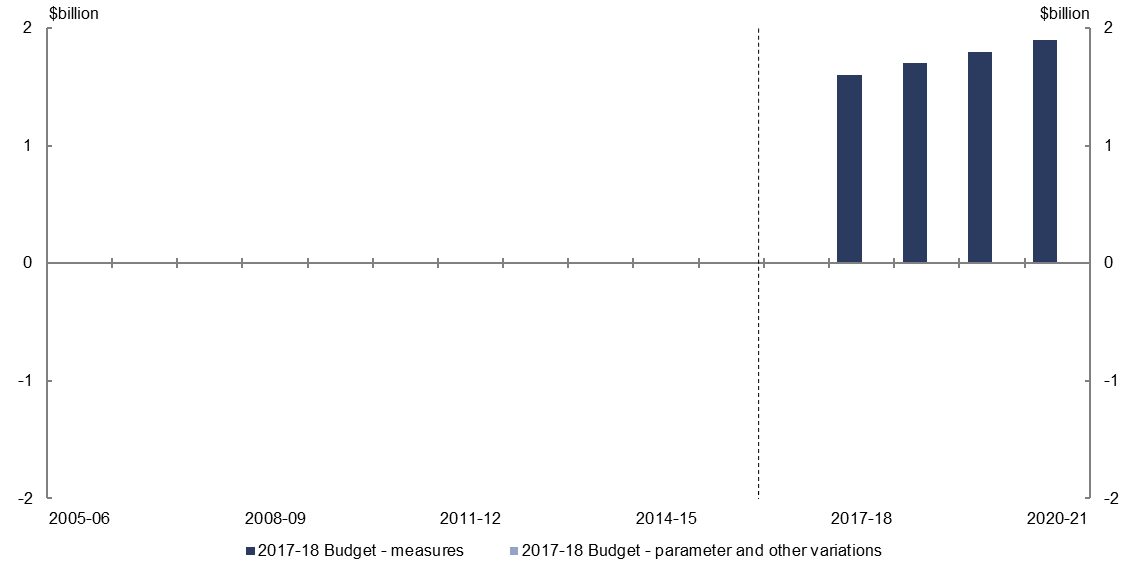 $billion $billion
2 2
1 1
0 0
-1 -1
-2 -2
2005-06 2008-09 2011-12 2014-15 2017-18 2020-21
2017-18 Budget - measures 2017-18 Budget - parameter and other variations